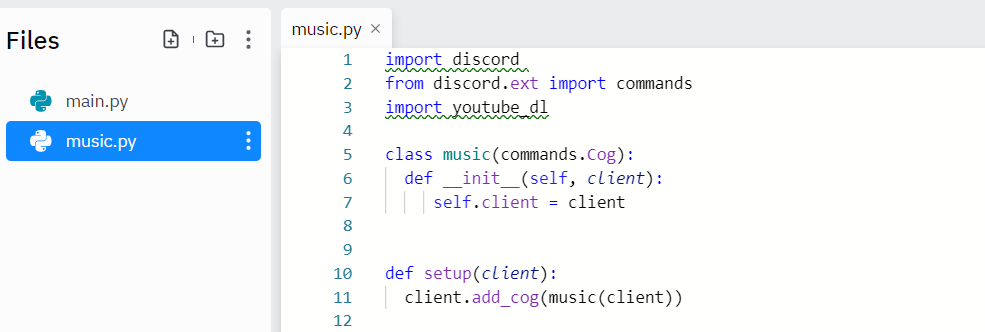 Files
main.py
music.py
music.py ×
1 import discord
2 from discord.ext import commands
3 import youtube_dl
4
5 class music(commands.Cog):
6   def __init__(self, client):
7      self.client = client
8
9
10 def setup(client):
11   client.add_cog(music(client))
12